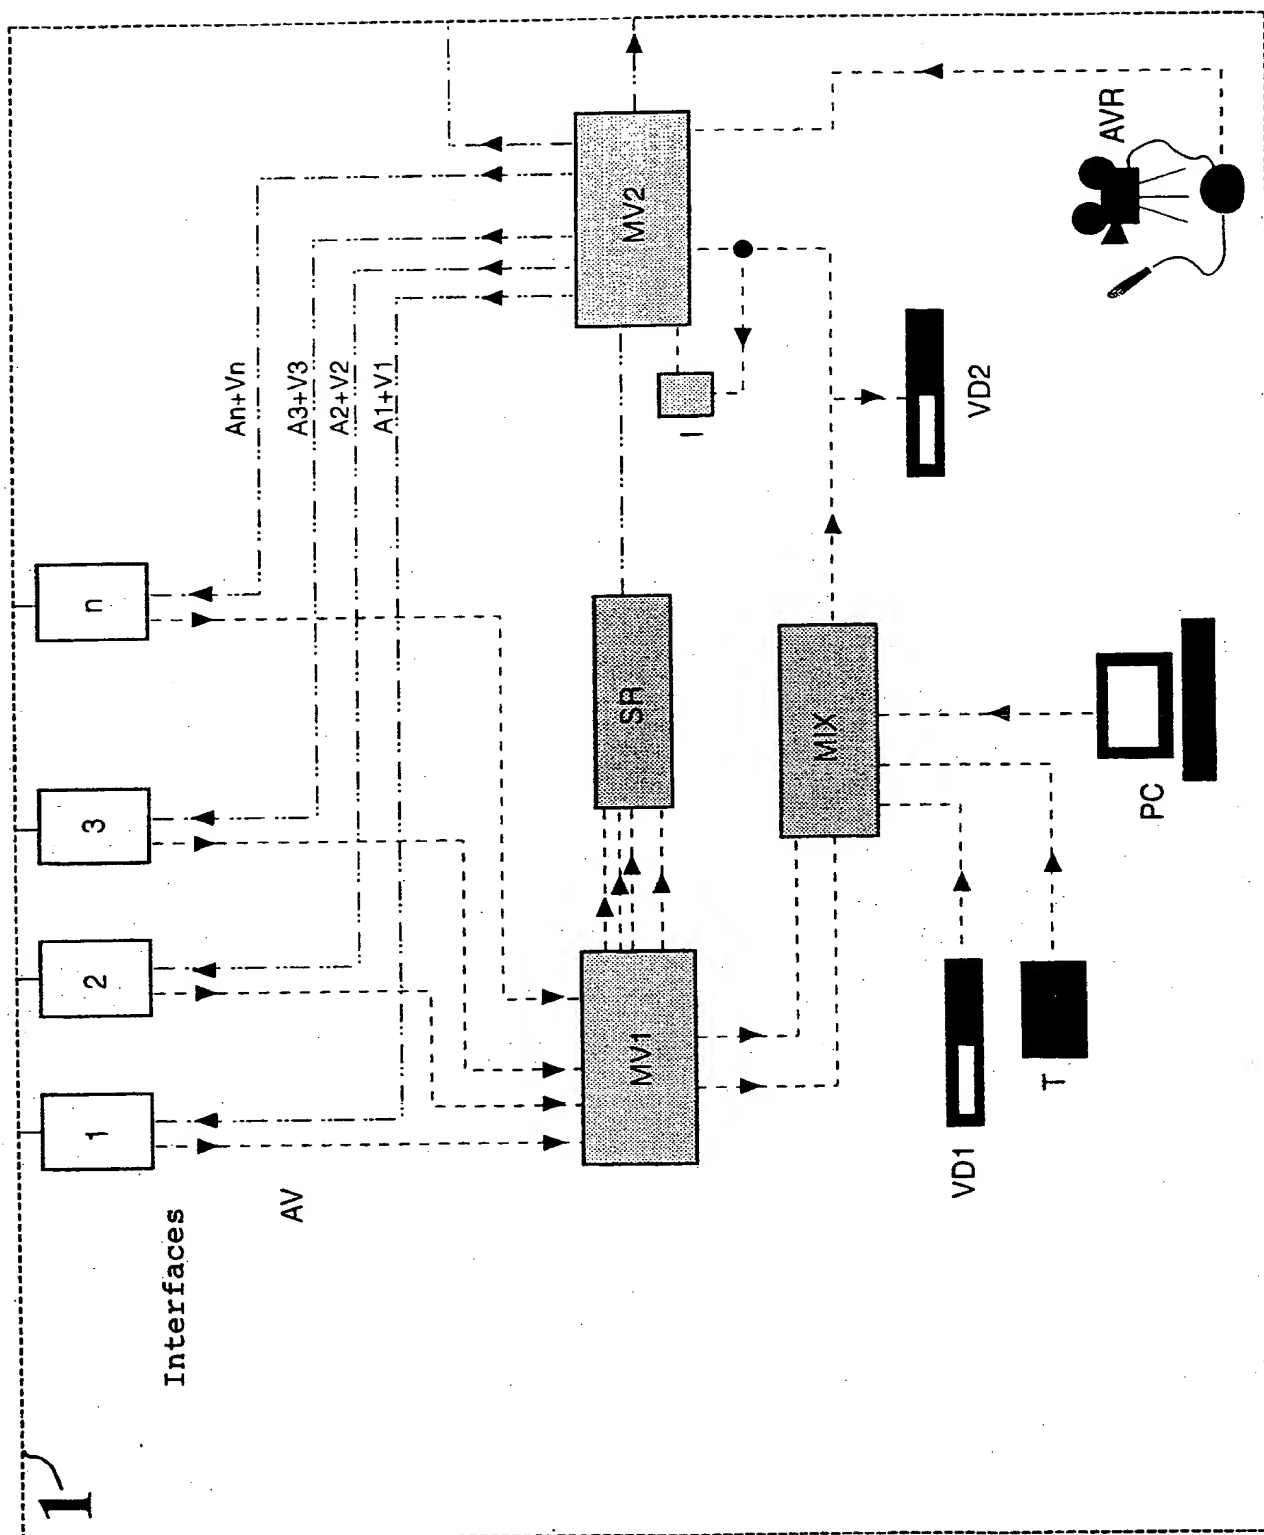 1
Interfaces
1
2
3
n
AV
An+Vn
A3+V3
A2+V2
A1+V1
MV1
SR
MV2
I
MIX
VD1
T
PC
VD2
AVR